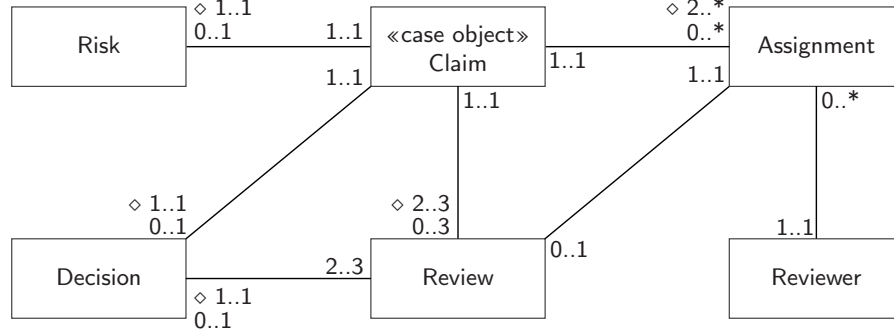 ◇ 1..1
0..1
Risk
1..1
«case object»
Claim
1..1
1..1
1..1
◇ 2..*
0..*
Assignment
1..1
0..*
◇ 1..1
0..1
Decision
◇ 1..1
0..1
◇ 2..3
0..3
2..3
Review
0..1
1..1
Reviewer